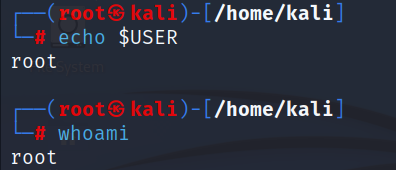 ┌──(root㉿kali)-[/home/kali]
└─# echo $USER
root
┌──(root㉿kali)-[/home/kali]
└─# whoami
root